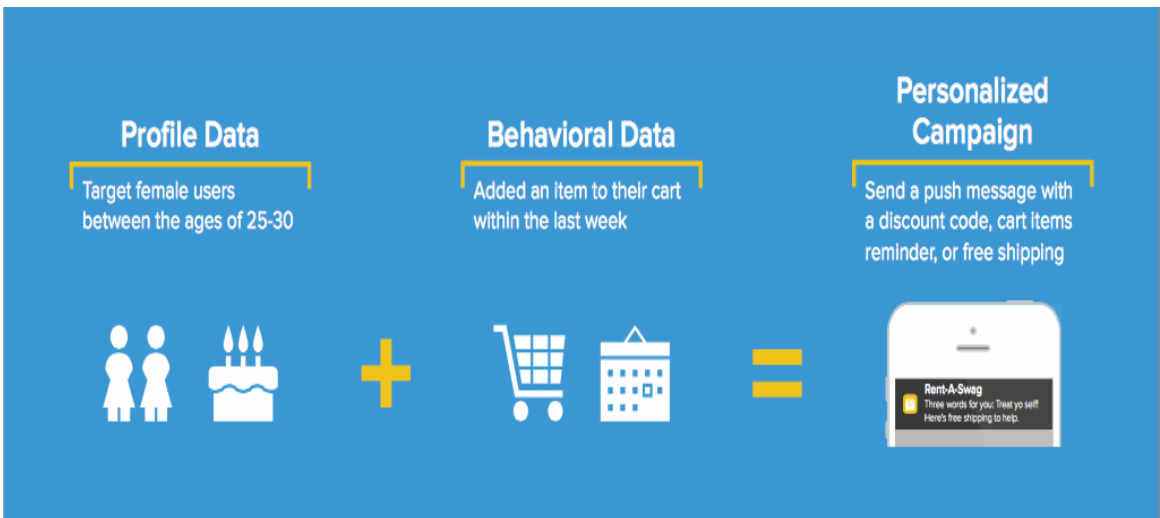 Profile Data
Target female users
between the ages of 25-30
Behavioral Data
Added an item to their cart
within the last week
Personalized
Campaign
Send a push message with
a discount code, cart items
reminder, or free shipping
+
=
Rent-A-Swag
Three words for you: Treat yo self!
Here's free shipping to help.